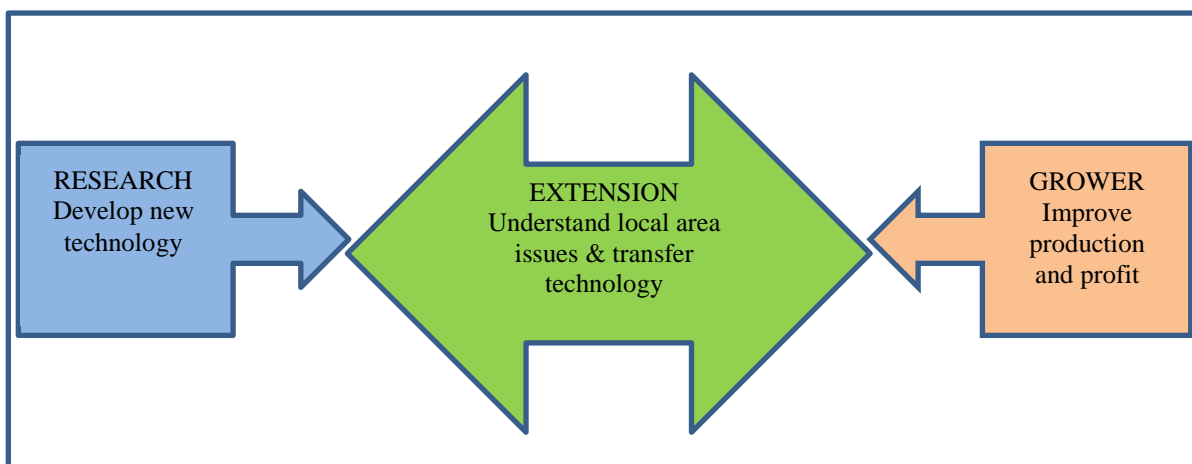 RESEARCH
Develop new
technology
EXTENSION
Understand local area
issues & transfer
technology
GROWER
Improve
production
and profit